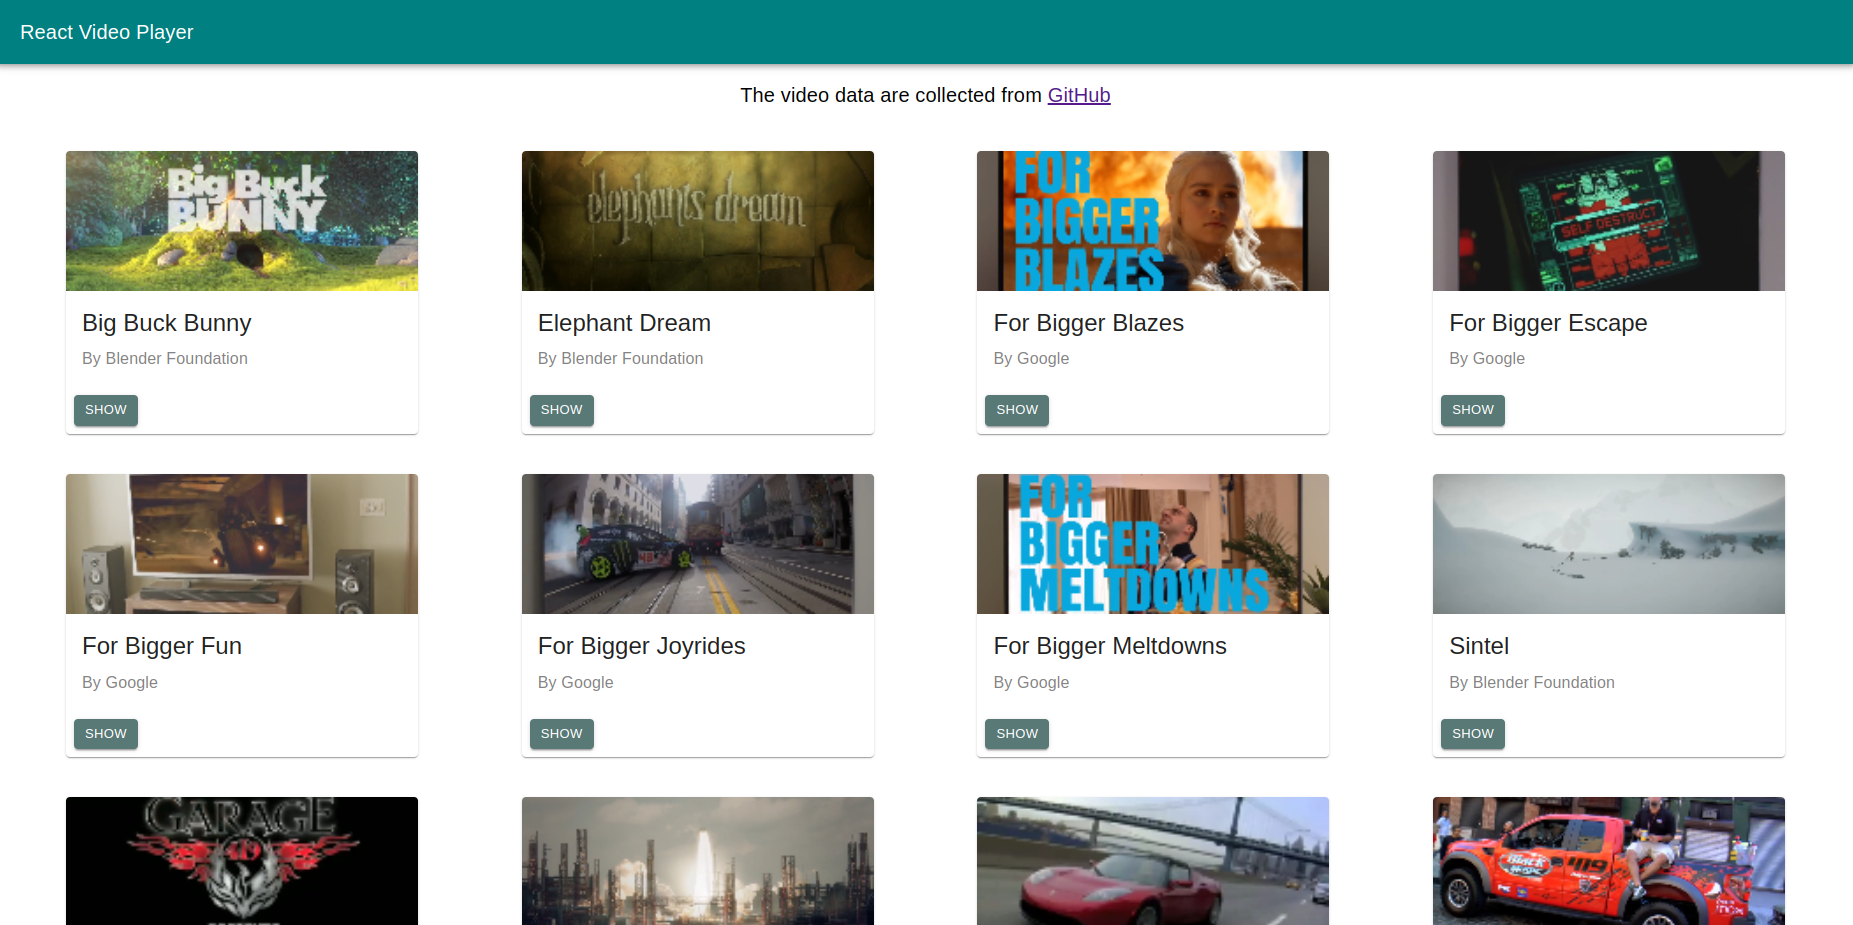 React Video Player
The video data are collected from GitHub
Big Buck
BUNNY
elephants dream
FOR
BIGGER
BLAZES
SELF DESTRUCT
Big Buck Bunny
Elephant Dream
For Bigger Blazes
For Bigger Escape
By Blender Foundation
By Blender Foundation
By Google
By Google
SHOW
SHOW
SHOW
SHOW
FOR
BIGGER
MELTDOWNS
For Bigger Fun
For Bigger Joyrides
For Bigger Meltdowns
Sintel
By Google
By Google
By Google
By Blender Foundation
SHOW
SHOW
SHOW
SHOW
GARAGE
419
Black
419